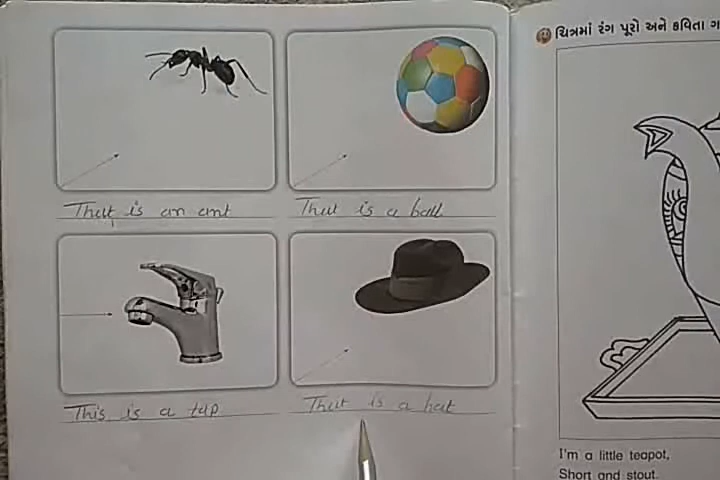 That is an ant
That is a ball
This is a tap
That is a hat
ચિત્રમાં રંગ પૂરો અને કવિતા ગ
I'm a little teapot,
Short and stout.